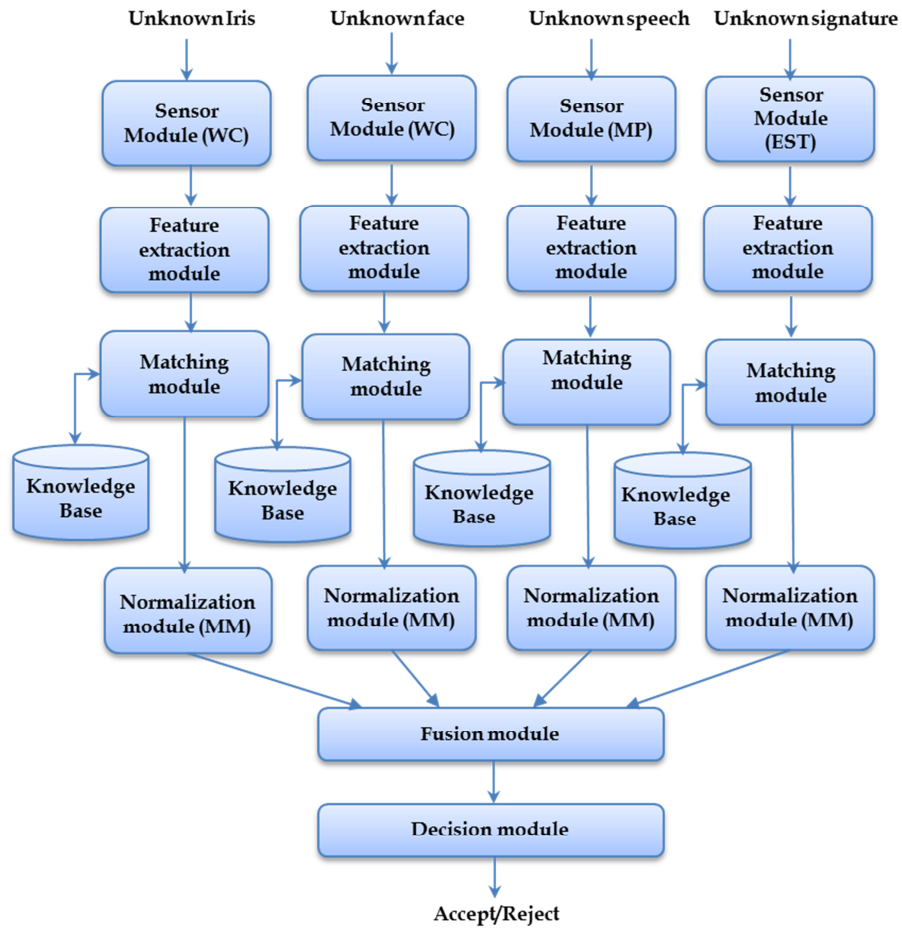 Unknown Iris
Unknown face
Unknown speech
Unknown signature
Sensor
Module (WC)
Sensor
Module (WC)
Sensor
Module (MP)
Sensor
Module
(EST)
Feature
extraction
module
Feature
extraction
module
Feature
extraction
module
Feature
extraction
module
Matching
module
Matching
module
Matching
module
Matching
module
Knowledge
Base
Knowledge
Base
Knowledge
Base
Knowledge
Base
Normalization
module (MM)
Normalization
module (MM)
Normalization
module (MM)
Normalization
module (MM)
Fusion module
Decision module
Accept/Reject